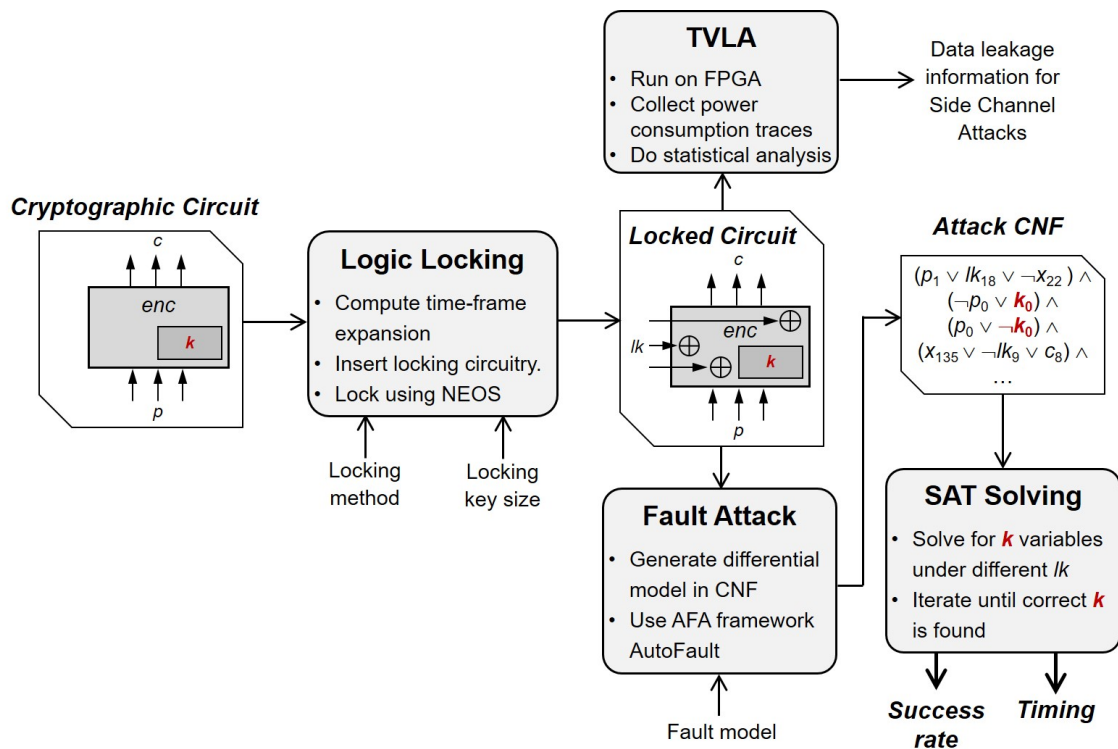 TVLA
• Run on FPGA
• Collect power
consumption traces
• Do statistical analysis
Data leakage
information for
Side Channel
Attacks
Cryptographic Circuit
c
enc
k
p
Logic Locking
• Compute time-frame
expansion
• Insert locking circuitry.
• Lock using NEOS
Locking
method
Locking
key size
Locked Circuit
c
enc
lk
k
p
Attack CNF
(p₁ ∨ lk₁₈ ∨ ¬x₂₂) ∧
(¬p₀ ∨ k₀) ∧
(p₀ ∨ ¬k₀) ∧
(x₁₃₅ ∨ ¬lk₉ ∨ c₈) ∧
...
Fault Attack
• Generate differential
model in CNF
• Use AFA framework
AutoFault
Fault model
SAT Solving
• Solve for k variables
under different lk
• Iterate until correct k
is found
Success
rate
Timing